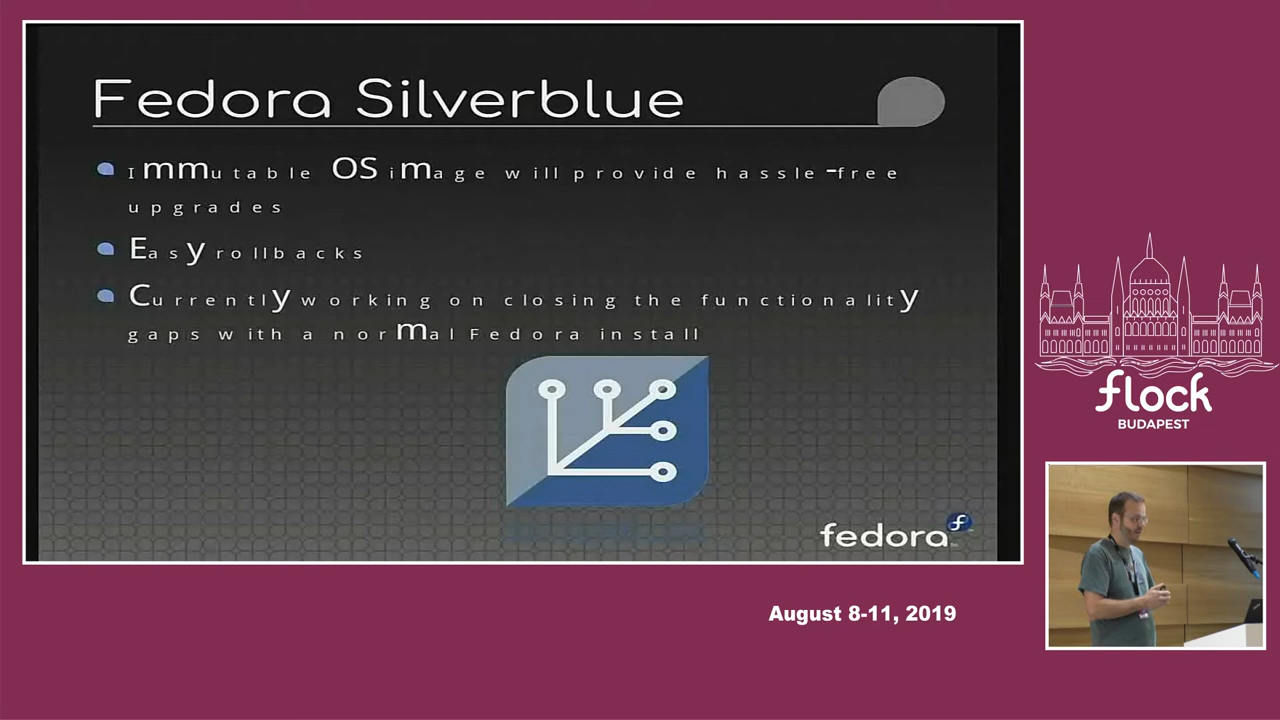 Fedora Silverblue
Immutable OS image will provide hassle-free
upgrades
Easy rollbacks
Currently working on closing the functionality
gaps with a normal Fedora install
fedora
flock
BUDAPEST
August 8-11, 2019